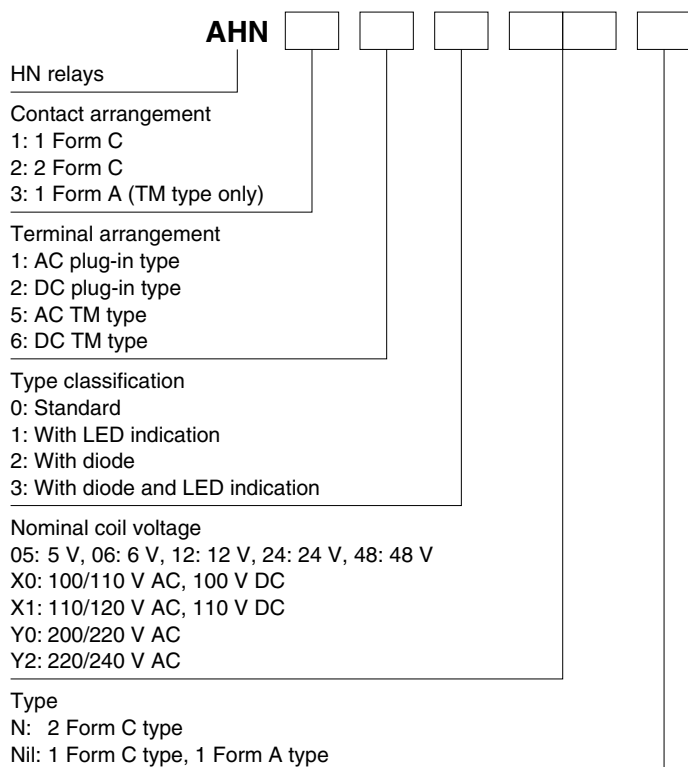 AHN
HN relays
Contact arrangement
1: 1 Form C
2: 2 Form C
3: 1 Form A (TM type only)
Terminal arrangement
1: AC plug-in type
2: DC plug-in type
5: AC TM type
6: DC TM type
Type classification
0: Standard
1: With LED indication
2: With diode
3: With diode and LED indication
Nominal coil voltage
05: 5 V, 06: 6 V, 12: 12 V, 24: 24 V, 48: 48 V
X0: 100/110 V AC, 100 V DC
X1: 110/120 V AC, 110 V DC
Y0: 200/220 V AC
Y2: 220/240 V AC
Type
N: 2 Form C type
Nil: 1 Form C type, 1 Form A type